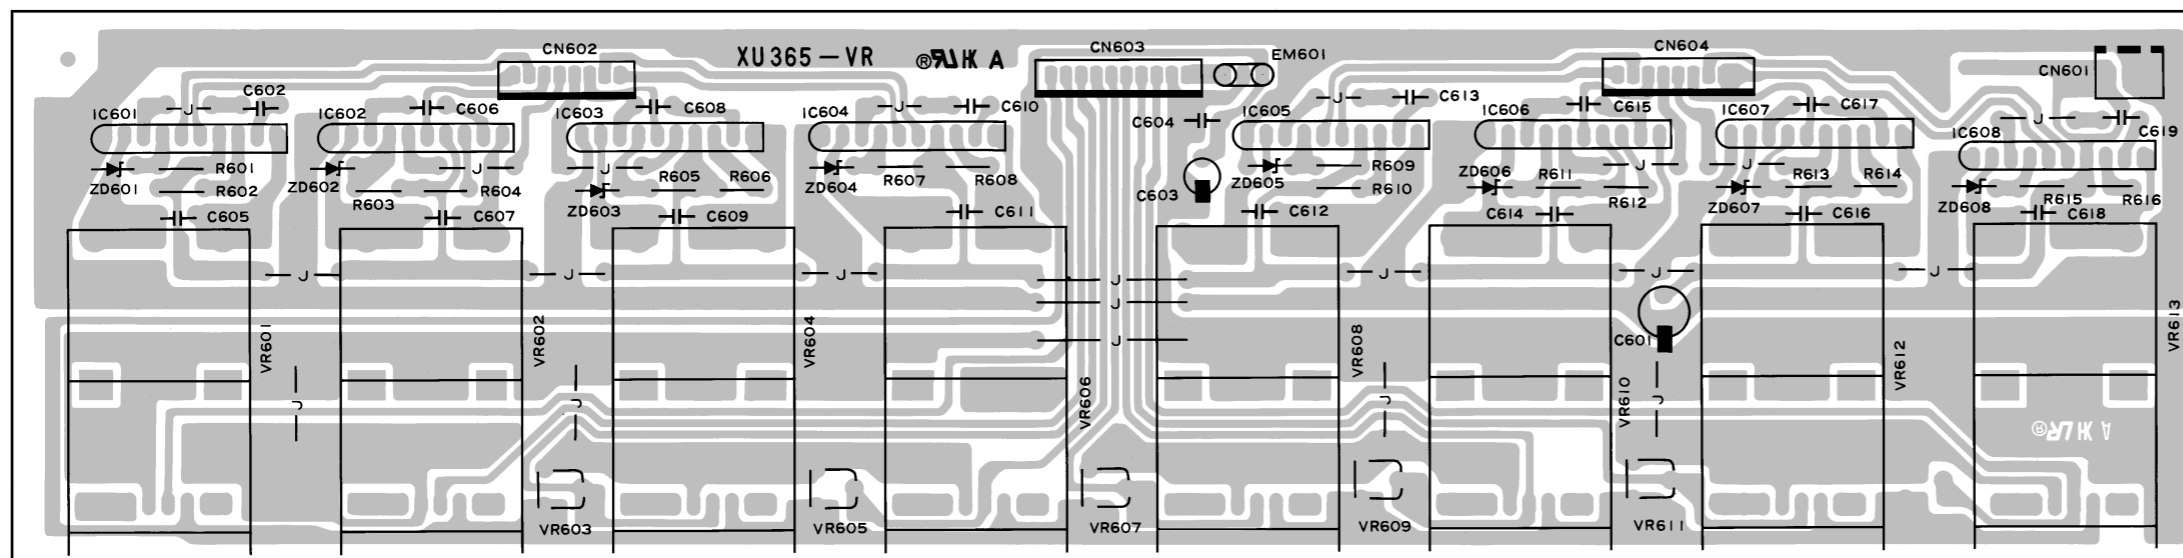 CN602
XU365-VR
A
CN603
EM601
CN604
CN601
IC601
J
C602
IC602
C606
IC603
C608
IC604
J
C610
C604
IC605
J
C613
IC606
C615
IC607
C617
J
C619
IC608
ZD601
R601
R602
C605
ZD602
R603
J
R604
C607
ZD603
R605
R606
C609
ZD604
R607
R608
C611
C603
ZD605
R609
R610
C612
ZD606
R611
J
R612
C614
J
ZD607
R613
R614
C616
ZD608
R615
R616
C618
J
J
J
J
J
J
J
J
J
C601
VR601
VR602
VR604
VR606
VR608
VR610
VR612
VR613
J
J
J
J
A
VR603
VR605
VR607
VR609
VR611